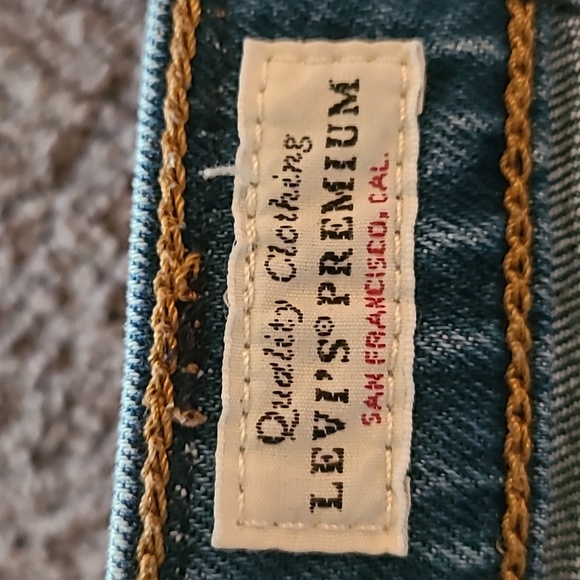 Quality Clothing
LEVI'S® PREMIUM
SAN FRANCISCO, CAL.